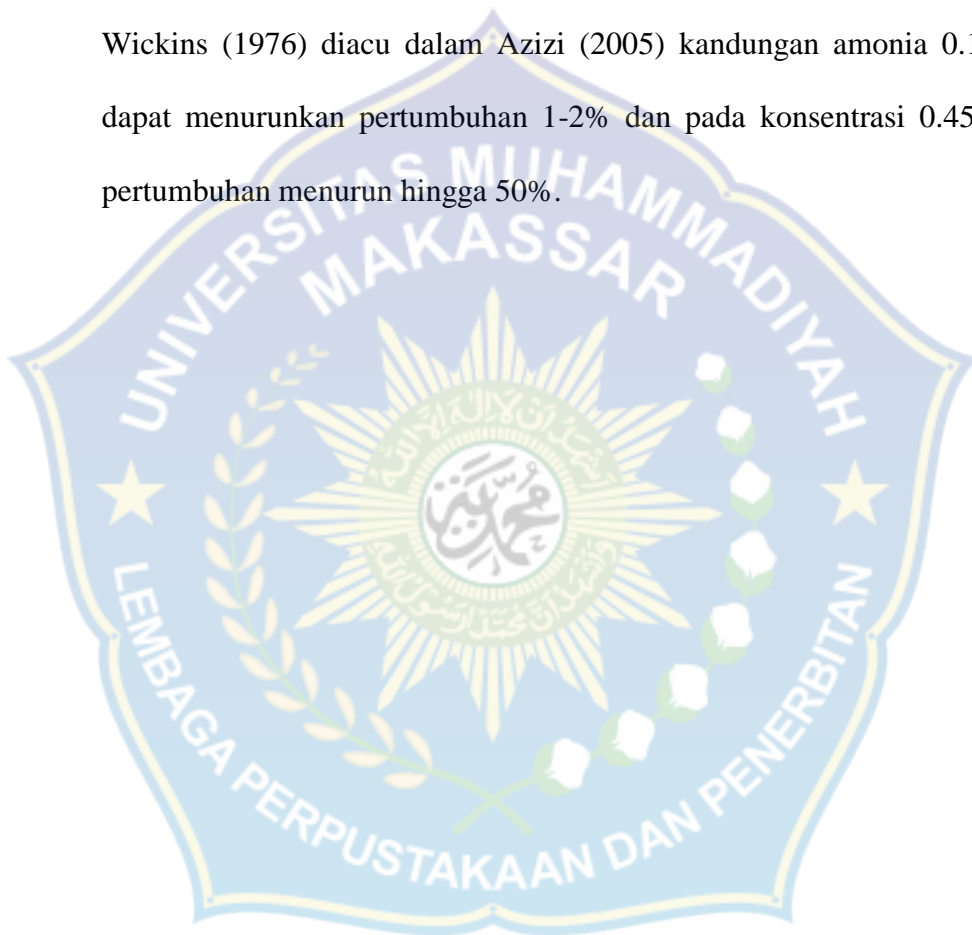 Wickins (1976) diacu dalam Azizi (2005) kandungan amonia 0.1
dapat menurunkan pertumbuhan 1-2% dan pada konsentrasi 0.45
pertumbuhan menurun hingga 50%.
UNIVERSITAS MUHAMMADIYAH
MAKASSAR
LEMBAGA PERPUSTAKAAN DAN PENERBITAN